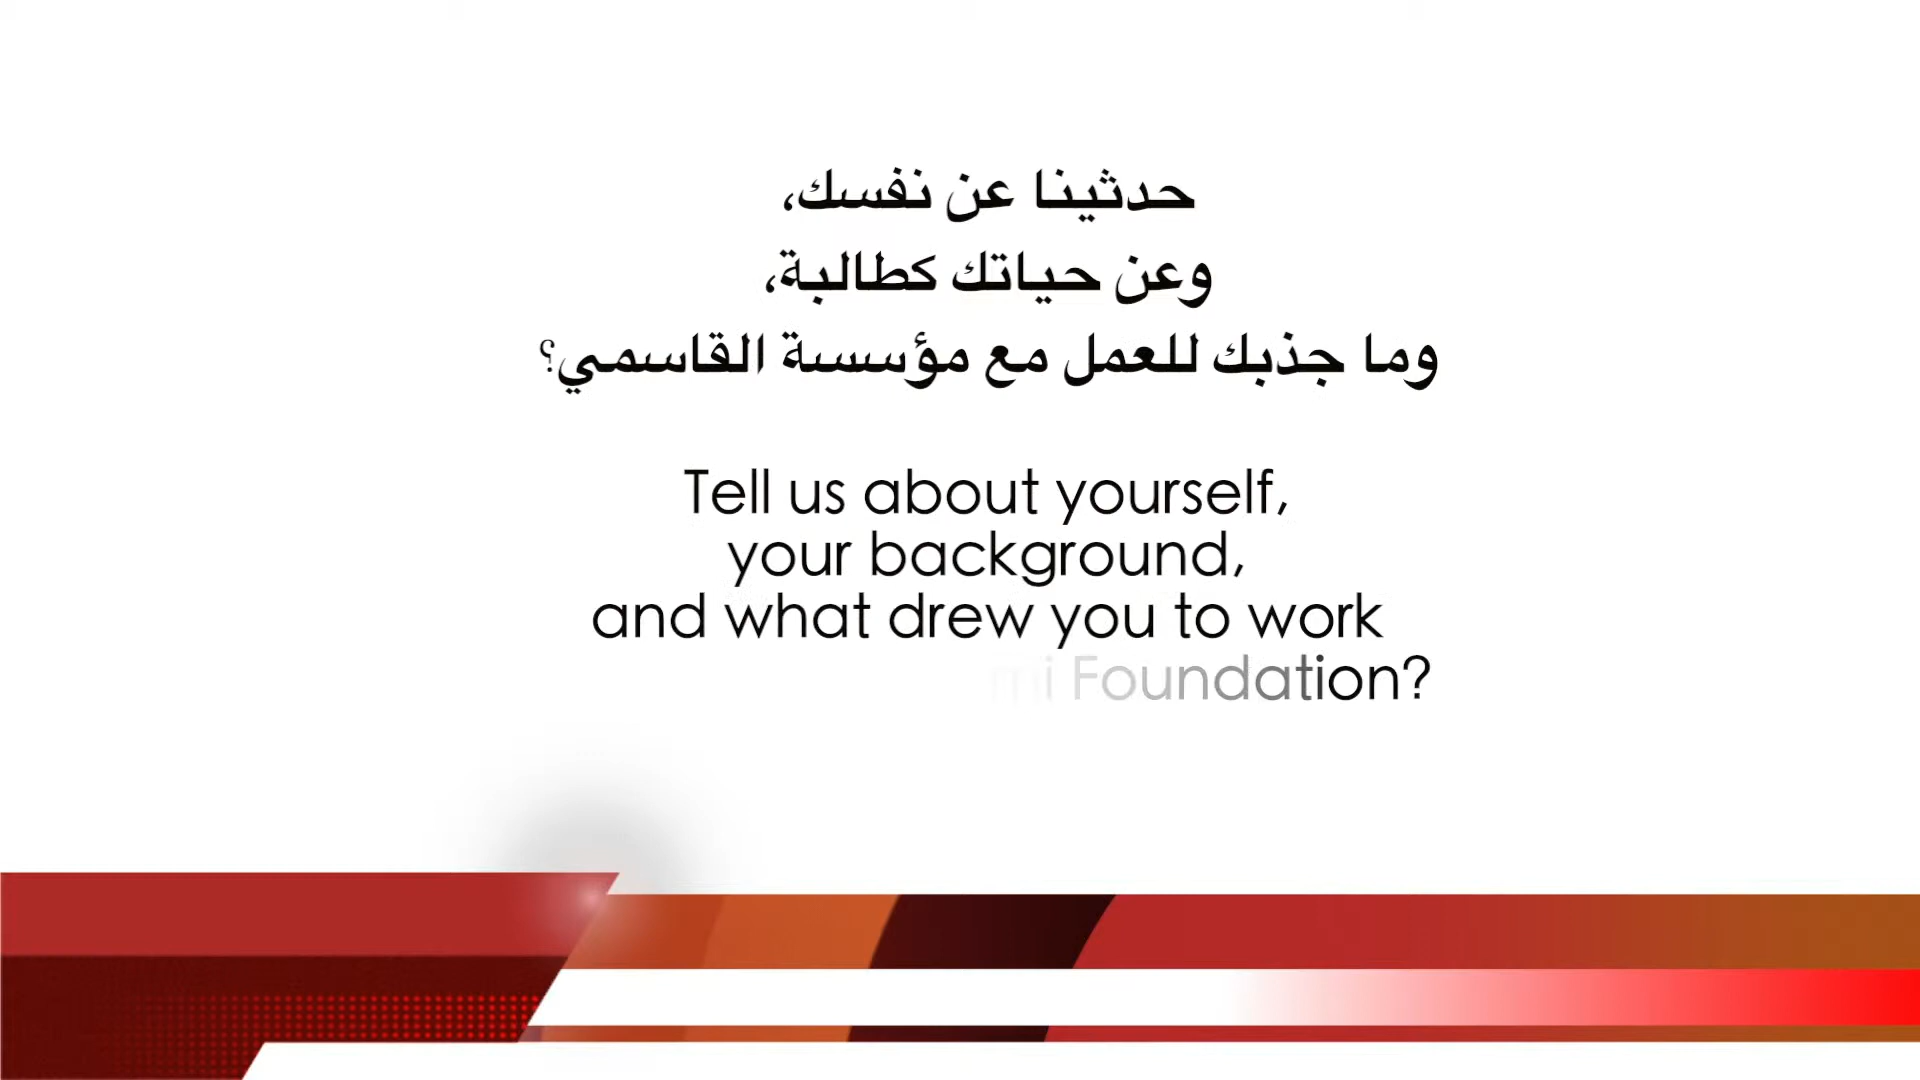 حدثينا عن نفسك،
وعن حياتك كطالبة،
وما جذبك للعمل مع مؤسسة القاسمي؟
Tell us about yourself,
your background,
and what drew you to work
Foundation?